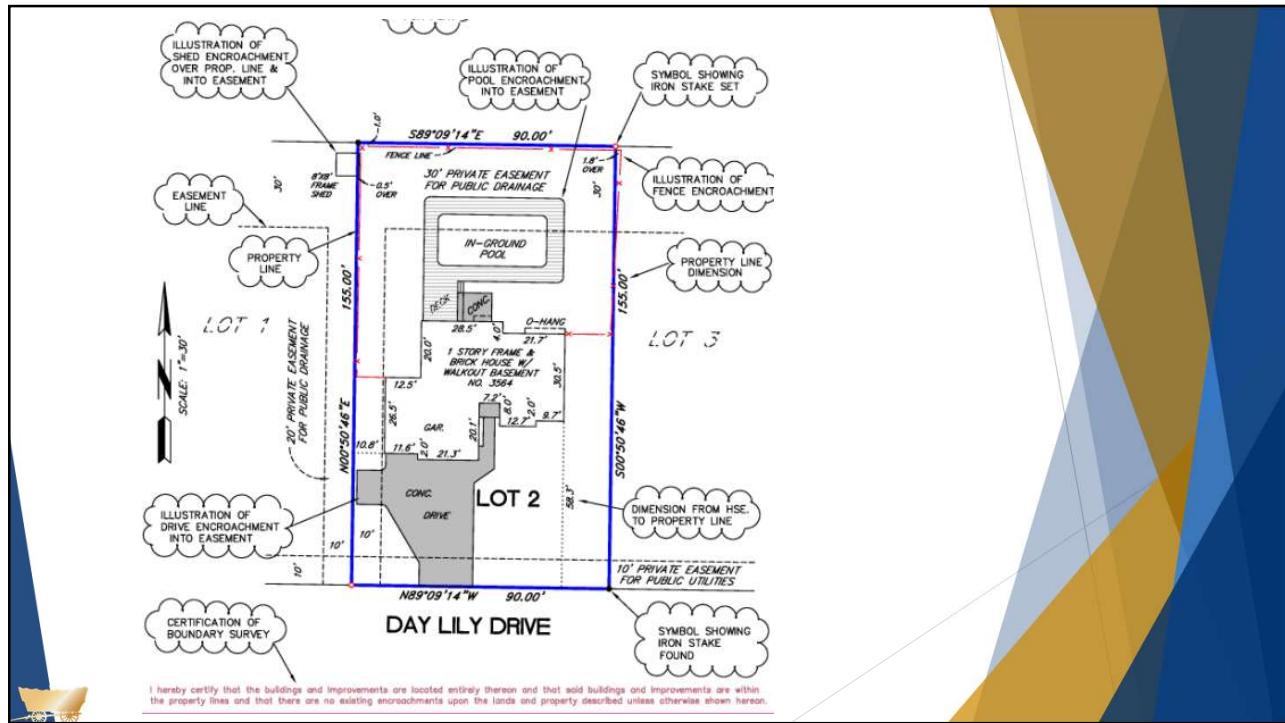 ILLUSTRATION OF
SHED ENCROACHMENT
OVER PROP. LINE &
INTO EASEMENT
ILLUSTRATION OF
POOL ENCROACHMENT
INTO EASEMENT
SYMBOL SHOWING
IRON STAKE SET
1.0'
S89°09'14"E 90.00'
FENCE LINE
1.8'
OVER
30'
8'X8'
FRAME
SHED
0.5'
OVER
30' PRIVATE EASEMENT
FOR PUBLIC DRAINAGE
30'
ILLUSTRATION OF
FENCE ENCROACHMENT
EASEMENT
LINE
PROPERTY
LINE
IN-GROUND
POOL
PROPERTY LINE
DIMENSION
155.00'
155.00'
DECK
CONC.
LOT 1
LOT 3
28.5'
4.0'
O-HANG
21.7'
20.0'
1 STORY FRAME &
BRICK HOUSE W/
WALKOUT BASEMENT
NO. 3564
30.5'
N
SCALE: 1"=30'
12.5'
26.5'
7.2'
8.0'
2.0'
12.7'
9.7'
20' PRIVATE EASEMENT
FOR PUBLIC DRAINAGE
N00°50'46"E
S00°50'46"W
GAR.
20.1'
10.8'
11.6'
2.0'
21.3'
CONC.
DRIVE
LOT 2
58.3'
ILLUSTRATION OF
DRIVE ENCROACHMENT
INTO EASEMENT
DIMENSION FROM HSE.
TO PROPERTY LINE
10'
10'
10'
10' PRIVATE EASEMENT
FOR PUBLIC UTILITIES
N89°09'14"W 90.00'
CERTIFICATION OF
BOUNDARY SURVEY
DAY LILY DRIVE
SYMBOL SHOWING
IRON STAKE
FOUND
I hereby certify that the buildings and improvements are located entirely thereon and that said buildings and improvements are within
the property lines and that there are no existing encroachments upon the lands and property described unless otherwise shown hereon.